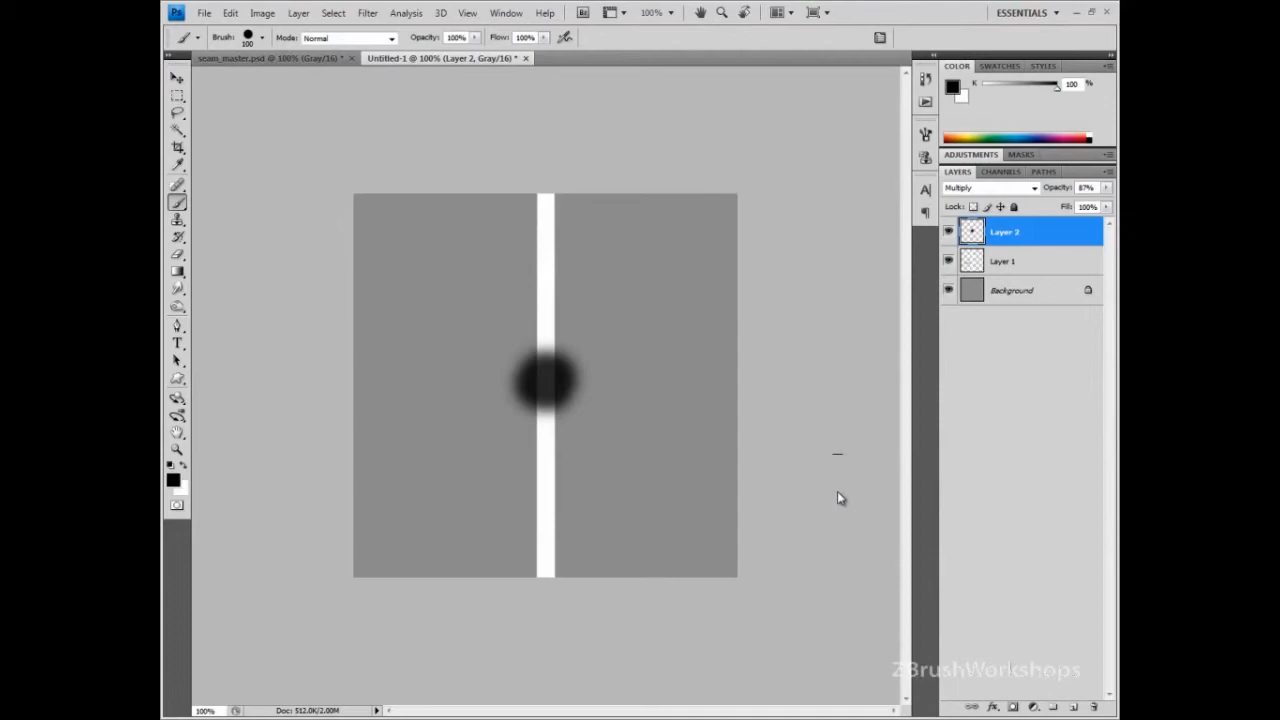 Ps File Edit Image Layer Select Filter Analysis 3D View Window Help Br 100% ESSENTIALS
Brush: 100 Mode: Normal Opacity: 100% Flow: 100%
seam_master.psd @ 100% (Gray/16) * Untitled-1 @ 100% (Layer 2, Gray/16) *
COLOR SWATCHES STYLES
K 100 %
ADJUSTMENTS MASKS
LAYERS CHANNELS PATHS
Multiply Opacity: 87%
Lock: Fill: 100%
Layer 2
Layer 1
Background
ZBrushWorkshops
100% Doc: 512.0K/2.00M